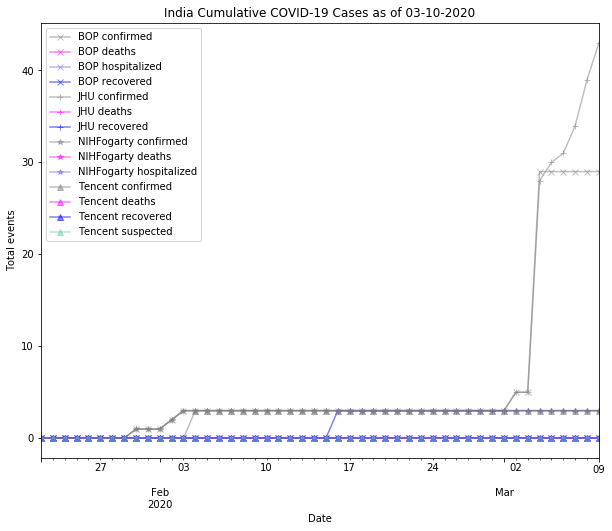 India Cumulative COVID-19 Cases as of 03-10-2020
BOP confirmed
BOP deaths
BOP hospitalized
BOP recovered
JHU confirmed
JHU deaths
JHU recovered
NIHFogarty confirmed
NIHFogarty deaths
NIHFogarty hospitalized
Tencent confirmed
Tencent deaths
Tencent recovered
Tencent suspected
Total events
40
30
20
10
0
27 03 10 17 24 02 09
Feb Mar
2020
Date